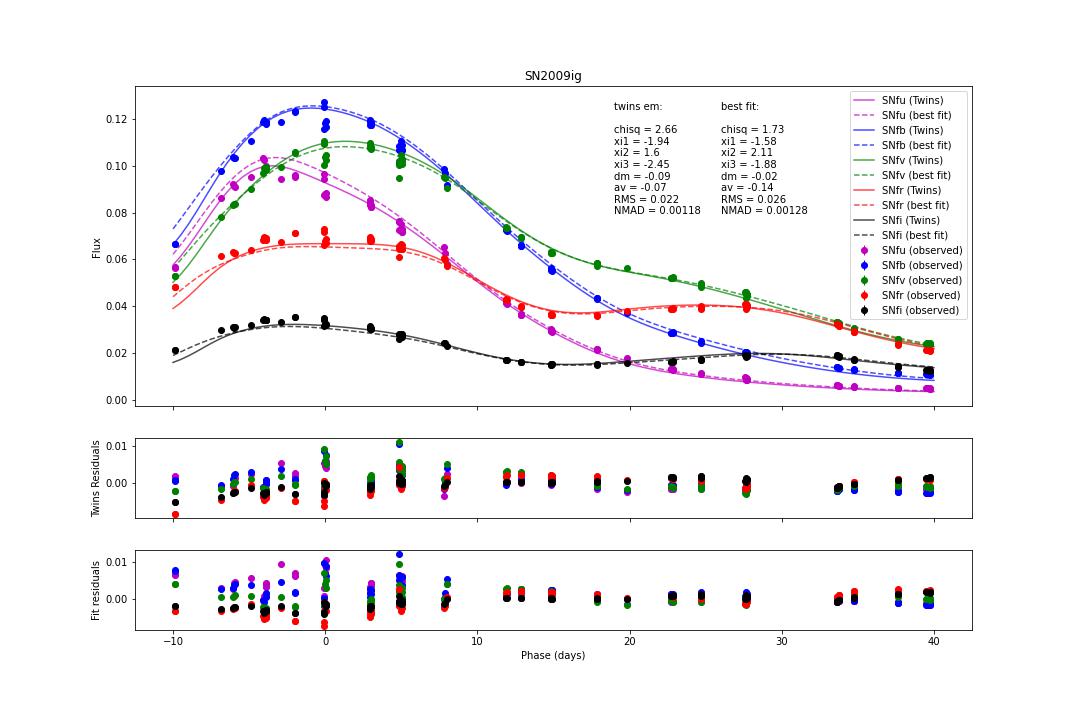 SN2009ig
twins em:
chisq = 2.66
xi1 = -1.94
xi2 = 1.6
xi3 = -2.45
dm = -0.09
av = -0.07
RMS = 0.022
NMAD = 0.00118
best fit:
chisq = 1.73
xi1 = -1.58
xi2 = 2.11
xi3 = -1.88
dm = -0.02
av = -0.14
RMS = 0.026
NMAD = 0.00128
SNfu (Twins)
SNfu (best fit)
SNfb (Twins)
SNfb (best fit)
SNfv (Twins)
SNfv (best fit)
SNfr (Twins)
SNfr (best fit)
SNfi (Twins)
SNfi (best fit)
SNfu (observed)
SNfb (observed)
SNfv (observed)
SNfr (observed)
SNfi (observed)
Flux
0.12
0.10
0.08
0.06
0.04
0.02
0.00
Twins Residuals
0.01
0.00
Fit residuals
0.01
0.00
−10
0
10
20
30
40
Phase (days)